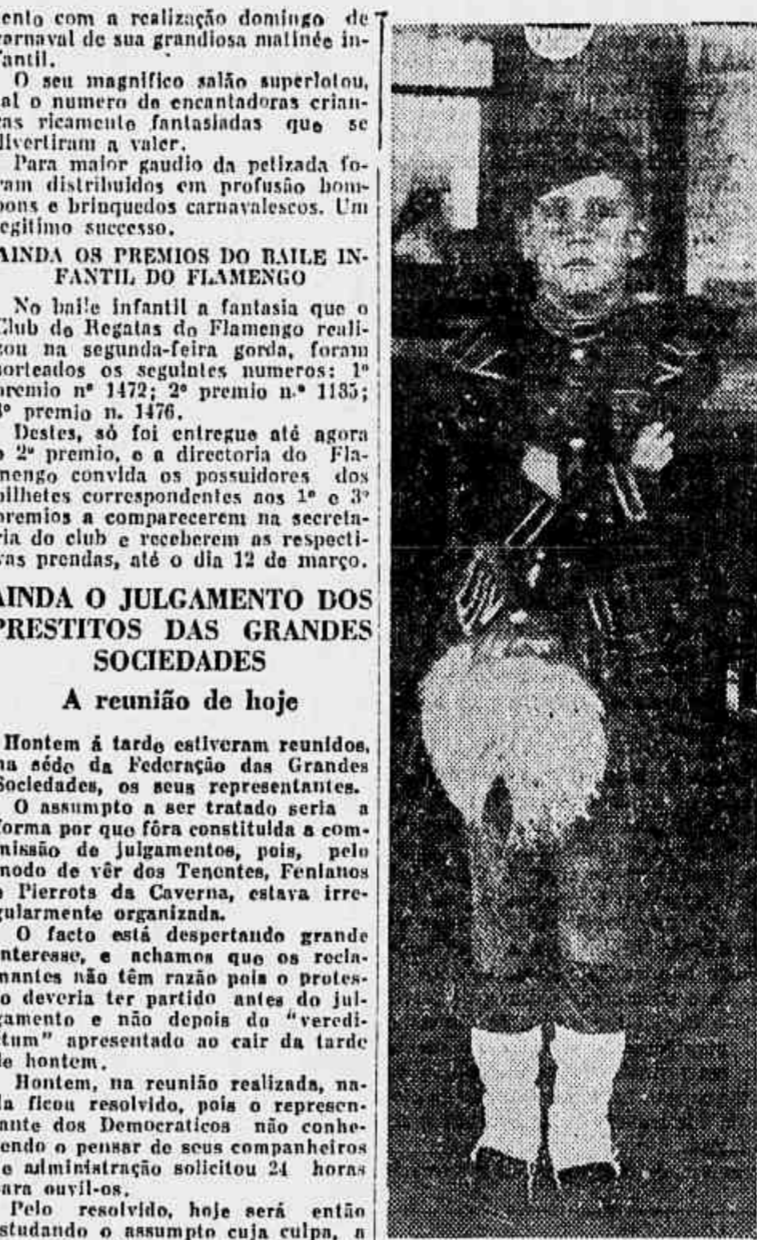 ento com a realização domingo de
carnaval de sua grandiosa matinée in-
fantil.
O seu magnifico salão superlotou,
al o numero de encantadoras crian-
ças ricamente fantasiadas que se
divertiram a valer.
Para maior gaudio da petizada fo-
ram distribuidos em profusão bom-
bons e brinquedos carnavalescos. Um
legitimo successo.
AINDA OS PREMIOS DO BAILE IN-
FANTIL DO FLAMENGO
No baile infantil a fantasia que o
Club de Regatas do Flamengo reali-
zou na segunda-feira gorda, foram
sorteados os seguintes numeros: 1º
premio nº 1472; 2º premio n.º 1135;
3º premio n. 1476.
Destes, só foi entregue até agora
o 2º premio, e a directoria do Fla-
mengo convida os possuidores dos
bilhetes correspondentes aos 1º e 3º
premios a comparecerem na secreta-
ria do club e receberem as respecti-
vas prendas, até o dia 12 de março.
AINDA O JULGAMENTO DOS
PRESTITOS DAS GRANDES
SOCIEDADES
A reunião de hoje
Hontem á tarde estiveram reunidos,
na séde da Federação das Grandes
Sociedades, os seus representantes.
O assumpto a ser tratado seria a
forma por que fôra constituida a com-
missão de julgamentos, pois, pelo
modo de vêr dos Tenentes, Fenianos
e Pierrots da Caverna, estava irre-
gularmente organizada.
O facto está despertando grande
interesse, e achamos que os recla-
mantes não têm razão pois o protes-
to deveria ter partido antes do jul-
gamento e não depois do "veredi-
ctum" apresentado ao cair da tarde
de hontem.
Hontem, na reunião realizada, na-
da ficou resolvido, pois o represen-
tante dos Democraticos não conhe-
cendo o pensar de seus companheiros
de administração solicitou 24 horas
para ouvil-os.
Pelo resolvido, hoje será então
estudando o assumpto cuja culpa, a